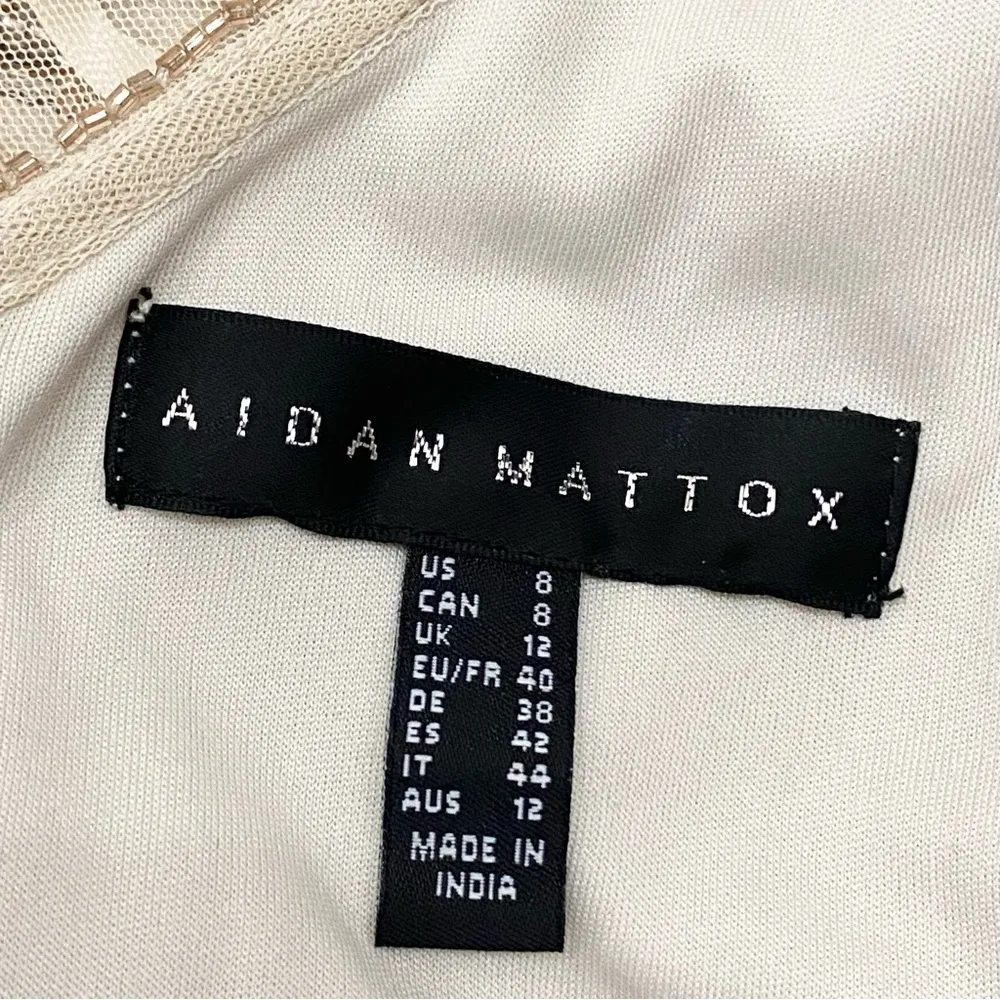 AIDAN MATTOX
US 8
CAN 8
UK 12
EU/FR 40
DE 38
ES 42
IT 44
AUS 12
MADE IN
INDIA